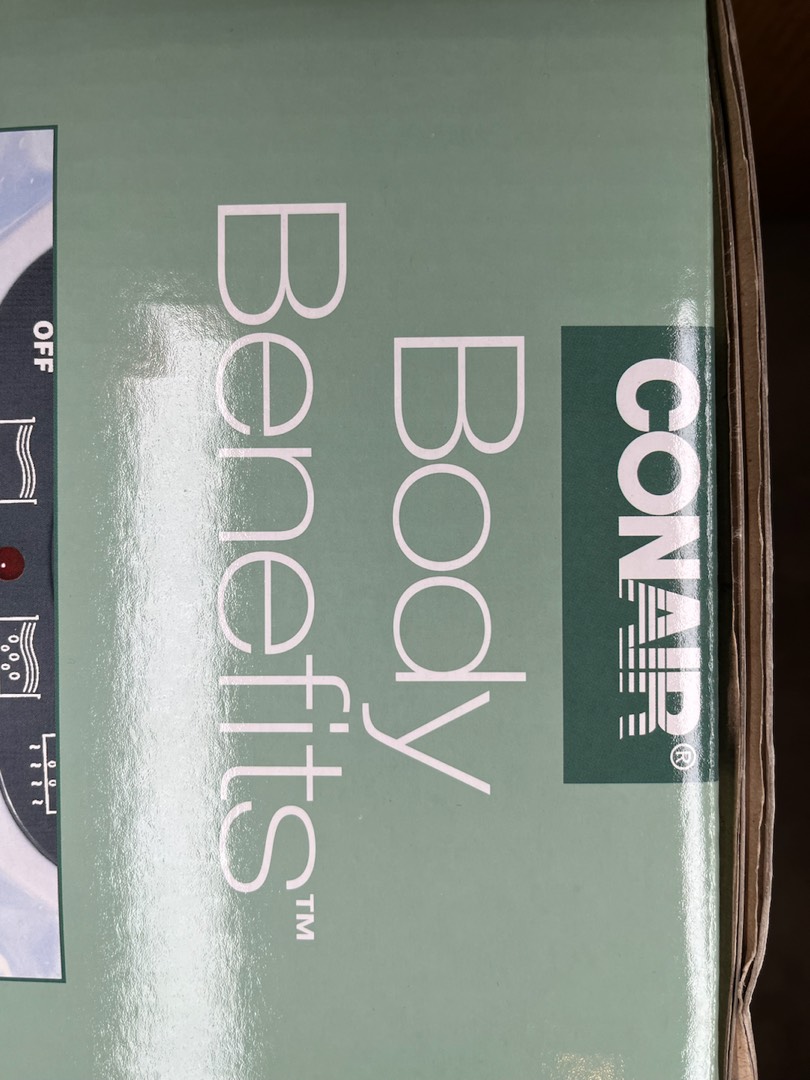 CONAIR®
Body
Benefits™
OFF